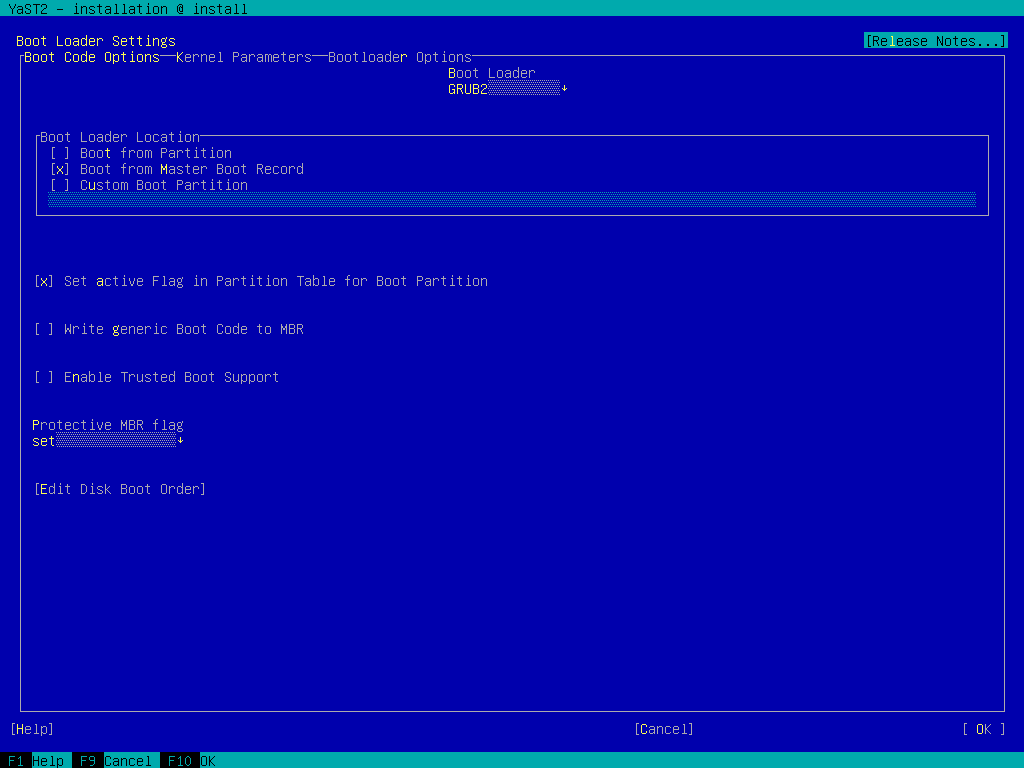 YaST2 - installation @ install
Boot Loader Settings [Release Notes...]
Boot Code Options Kernel Parameters Bootloader Options
Boot Loader
GRUB2 ↓
Boot Loader Location
[ ] Boot from Partition
[x] Boot from Master Boot Record
[ ] Custom Boot Partition
[x] Set active Flag in Partition Table for Boot Partition
[ ] Write generic Boot Code to MBR
[ ] Enable Trusted Boot Support
Protective MBR flag
set ↓
[Edit Disk Boot Order]
[Help] [Cancel] [ OK ]
F1 Help F9 Cancel F10 OK